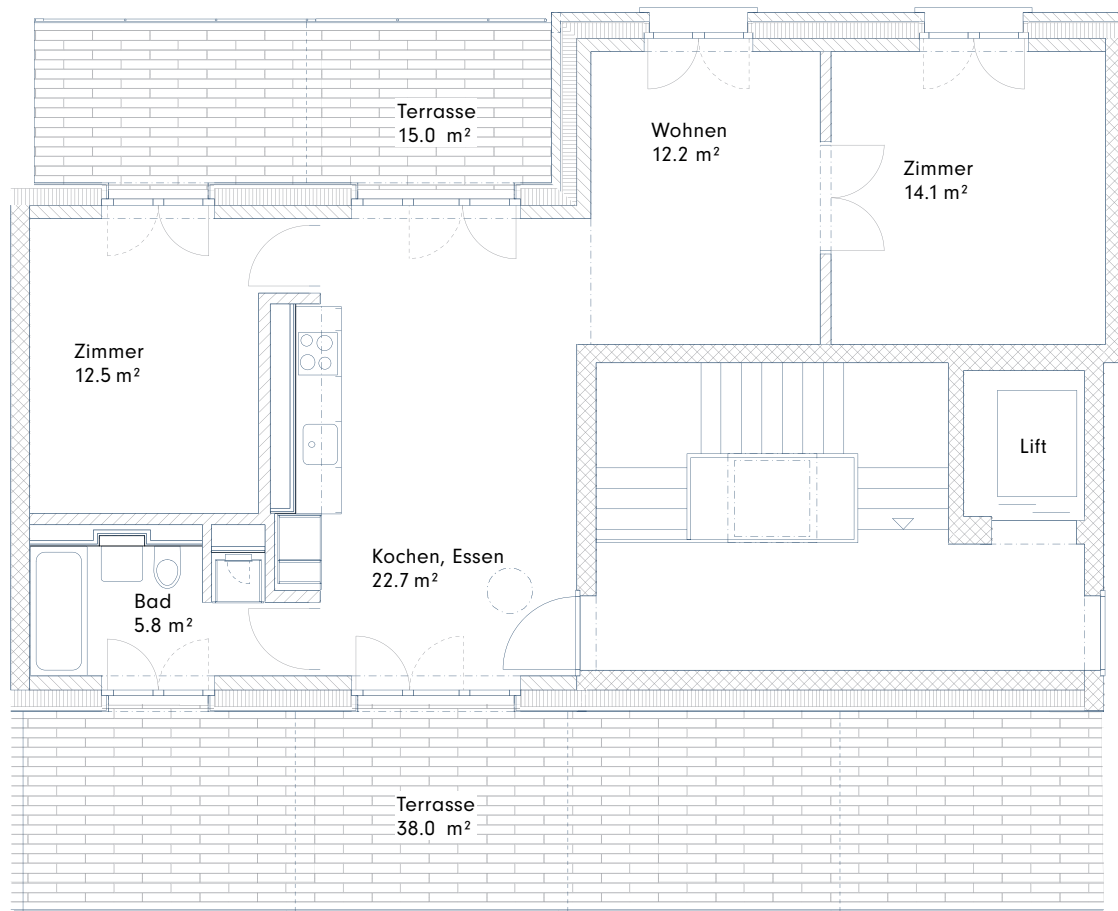 Terrasse
15.0 m²
Wohnen
12.2 m²
Zimmer
14.1 m²
Zimmer
12.5 m²
Lift
Kochen, Essen
22.7 m²
Bad
5.8 m²
Terrasse
38.0 m²